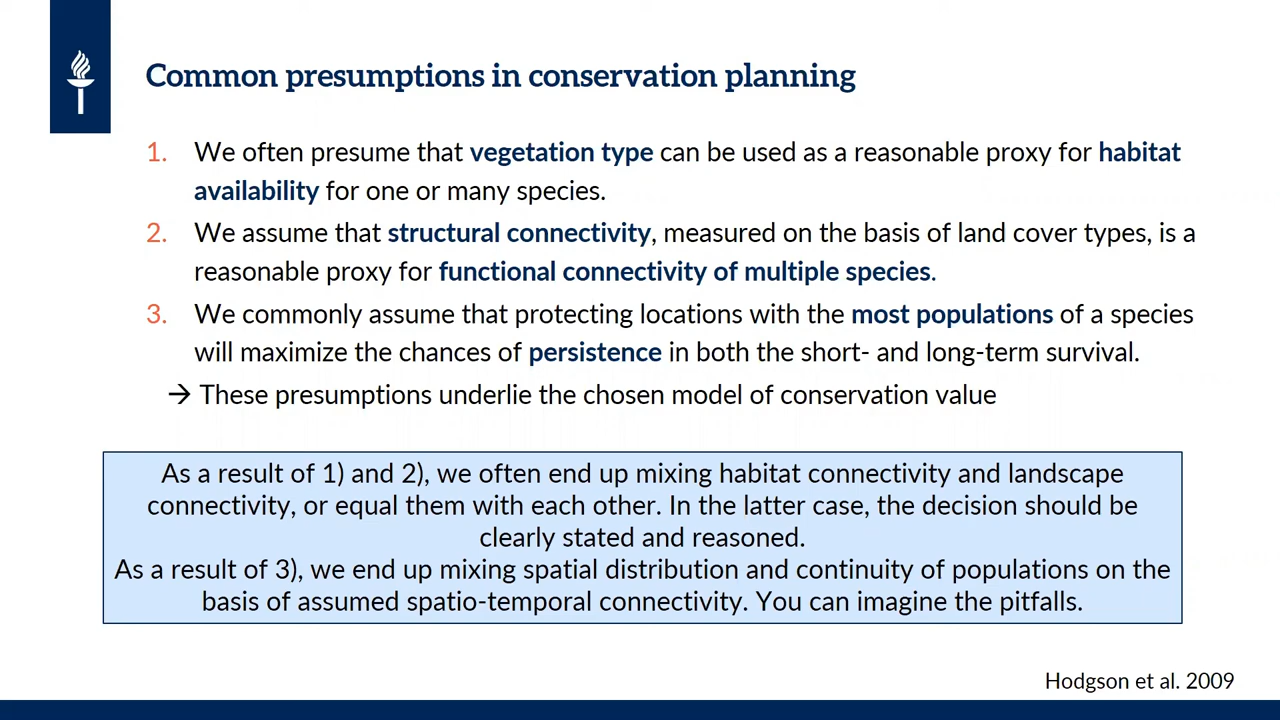 Common presumptions in conservation planning
1. We often presume that vegetation type can be used as a reasonable proxy for habitat
availability for one or many species.
2. We assume that structural connectivity, measured on the basis of land cover types, is a
reasonable proxy for functional connectivity of multiple species.
3. We commonly assume that protecting locations with the most populations of a species
will maximize the chances of persistence in both the short- and long-term survival.
→ These presumptions underlie the chosen model of conservation value
As a result of 1) and 2), we often end up mixing habitat connectivity and landscape
connectivity, or equal them with each other. In the latter case, the decision should be
clearly stated and reasoned.
As a result of 3), we end up mixing spatial distribution and continuity of populations on the
basis of assumed spatio-temporal connectivity. You can imagine the pitfalls.
Hodgson et al. 2009